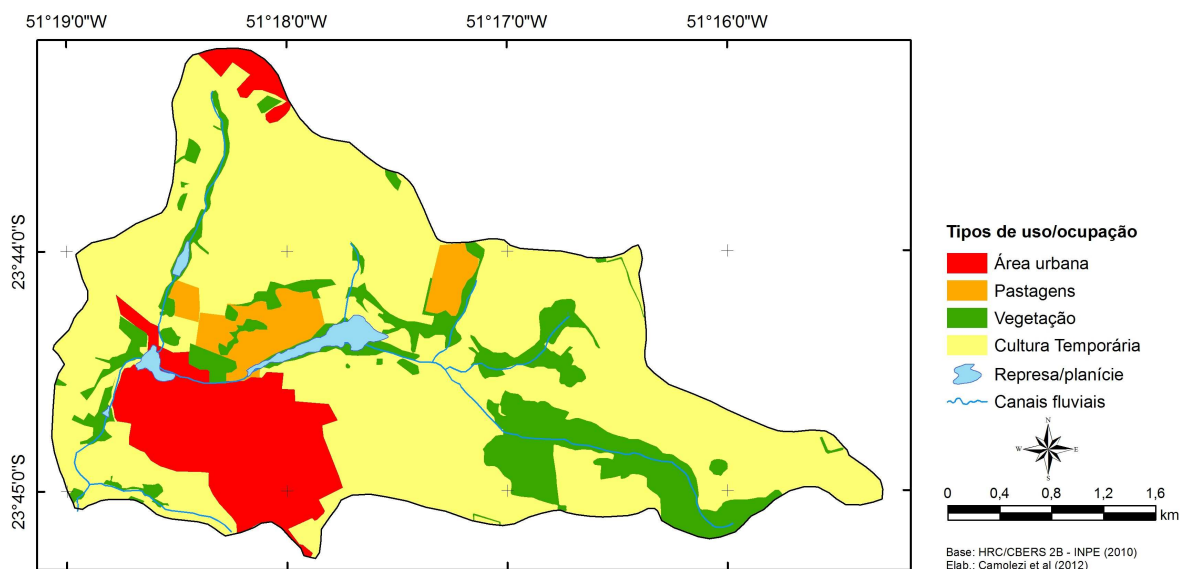 51°19'0"W 51°18'0"W 51°17'0"W 51°16'0"W
23°44'0"S
23°45'0"S
Tipos de uso/ocupação
Área urbana
Pastagens
Vegetação
Cultura Temporária
Represa/planície
Canais fluviais
N
W E
S
0 0,4 0,8 1,2 1,6
km
Base: HRC/CBERS 2B - INPE (2010)
Elab.: Camolezi et al (2012)